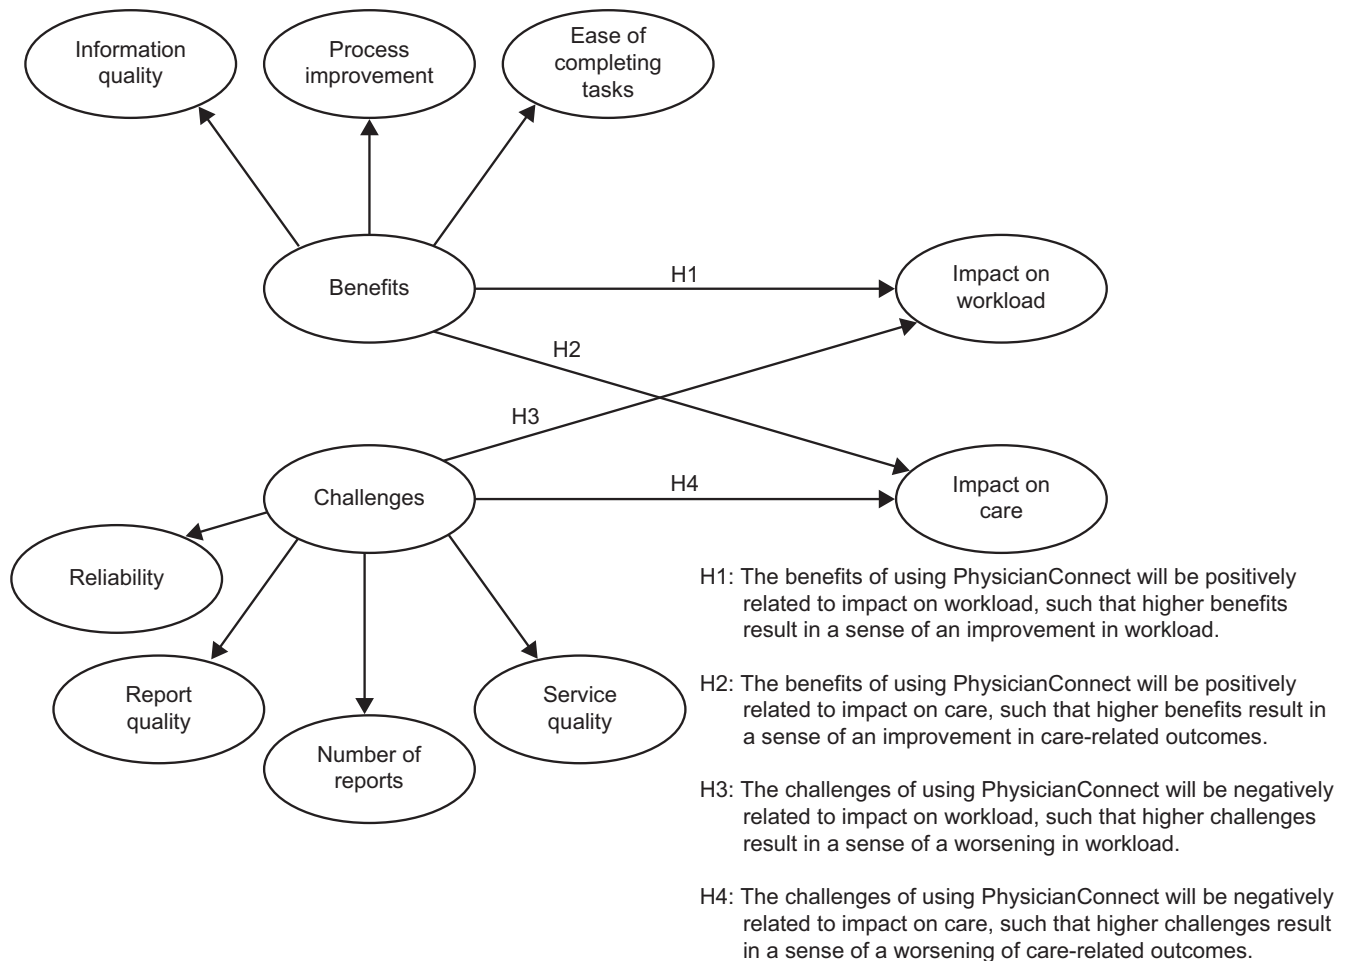 Information
quality
Process
improvement
Ease of
completing
tasks
Benefits
H1
Impact on
workload
H2
H3
Challenges
H4
Impact on
care
Reliability
Report
quality
Number of
reports
Service
quality
H1: The benefits of using PhysicianConnect will be positively
related to impact on workload, such that higher benefits
result in a sense of an improvement in workload.
H2: The benefits of using PhysicianConnect will be positively
related to impact on care, such that higher benefits result in
a sense of an improvement in care-related outcomes.
H3: The challenges of using PhysicianConnect will be negatively
related to impact on workload, such that higher challenges
result in a sense of a worsening in workload.
H4: The challenges of using PhysicianConnect will be negatively
related to impact on care, such that higher challenges result
in a sense of a worsening of care-related outcomes.